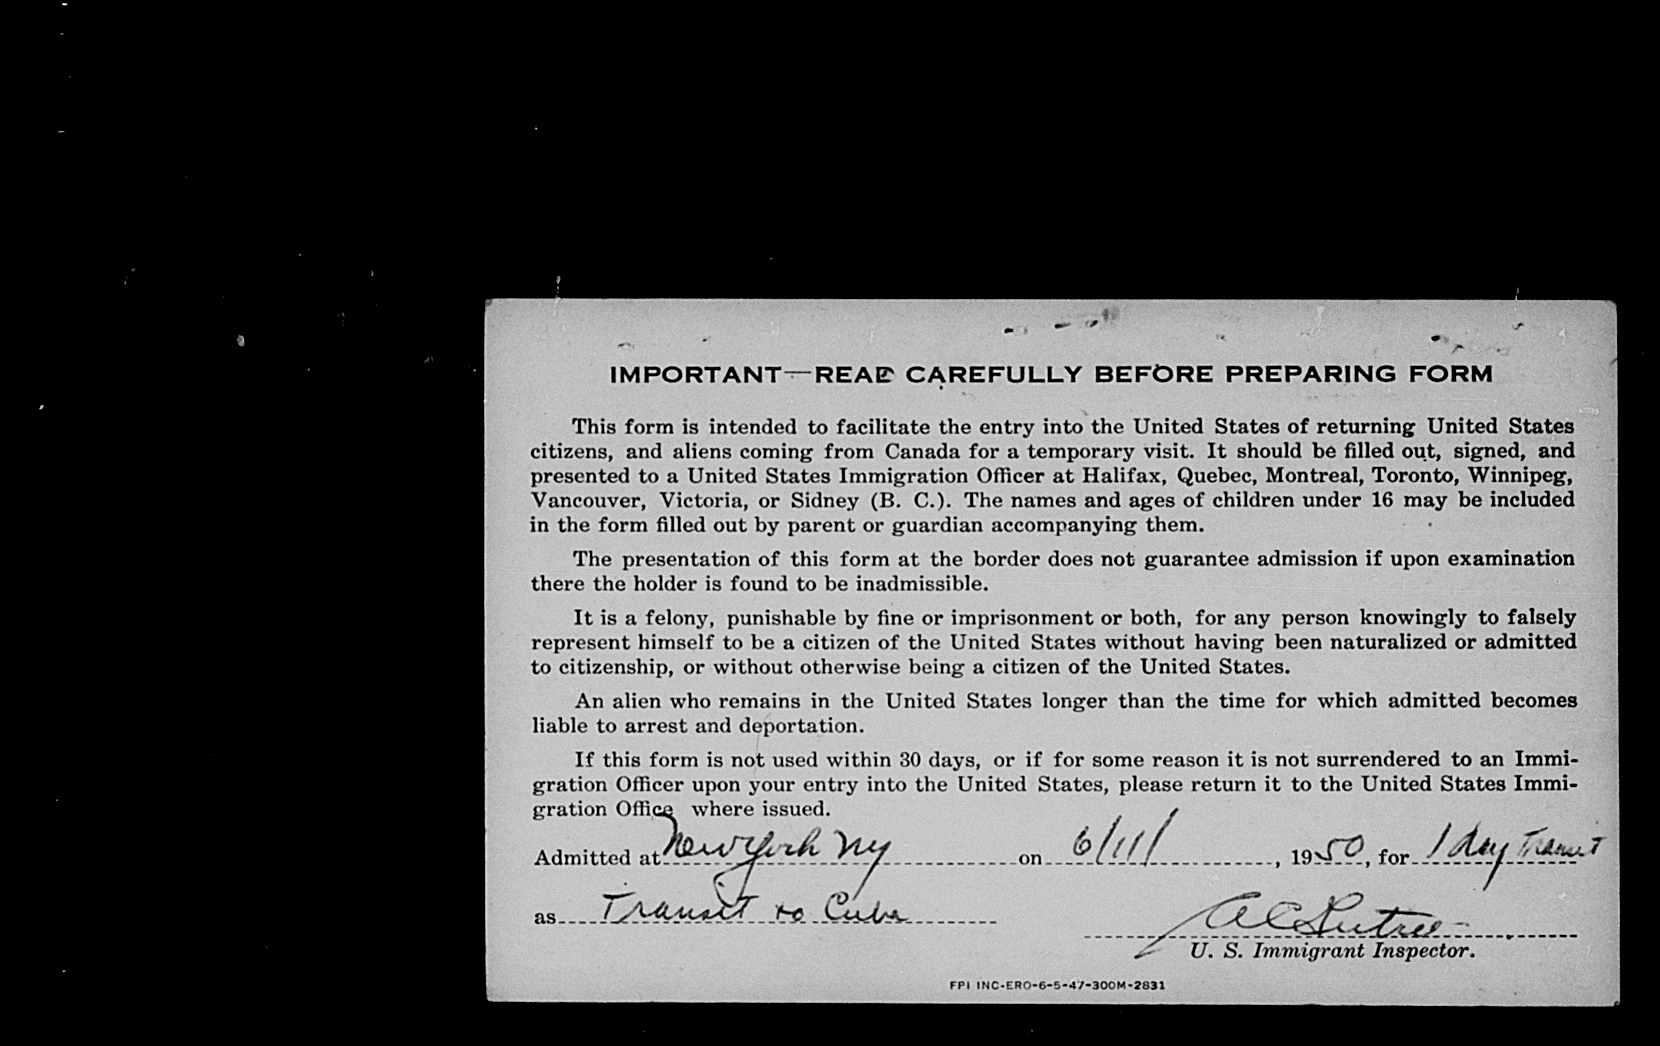 IMPORTANT—READ CAREFULLY BEFORE PREPARING FORM
This form is intended to facilitate the entry into the United States of returning United States
citizens, and aliens coming from Canada for a temporary visit. It should be filled out, signed, and
presented to a United States Immigration Officer at Halifax, Quebec, Montreal, Toronto, Winnipeg,
Vancouver, Victoria, or Sidney (B. C.). The names and ages of children under 16 may be included
in the form filled out by parent or guardian accompanying them.
The presentation of this form at the border does not guarantee admission if upon examination
there the holder is found to be inadmissible.
It is a felony, punishable by fine or imprisonment or both, for any person knowingly to falsely
represent himself to be a citizen of the United States without having been naturalized or admitted
to citizenship, or without otherwise being a citizen of the United States.
An alien who remains in the United States longer than the time for which admitted becomes
liable to arrest and deportation.
If this form is not used within 30 days, or if for some reason it is not surrendered to an Immi-
gration Officer upon your entry into the United States, please return it to the United States Immi-
gration Office where issued.
Admitted at New York NY on 6/11/, 1950, for 1 day Transit
as Transit to Cuba
U. S. Immigrant Inspector.
FPI INC-ERO-6-5-47-300M-2831